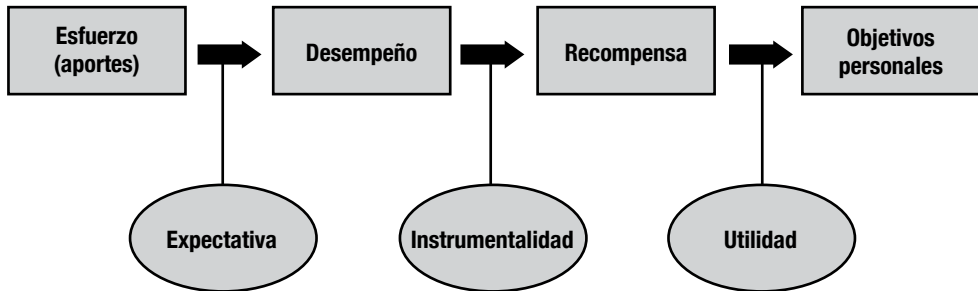 Esfuerzo
(aportes)
Desempeño
Recompensa
Objetivos
personales
Expectativa
Instrumentalidad
Utilidad